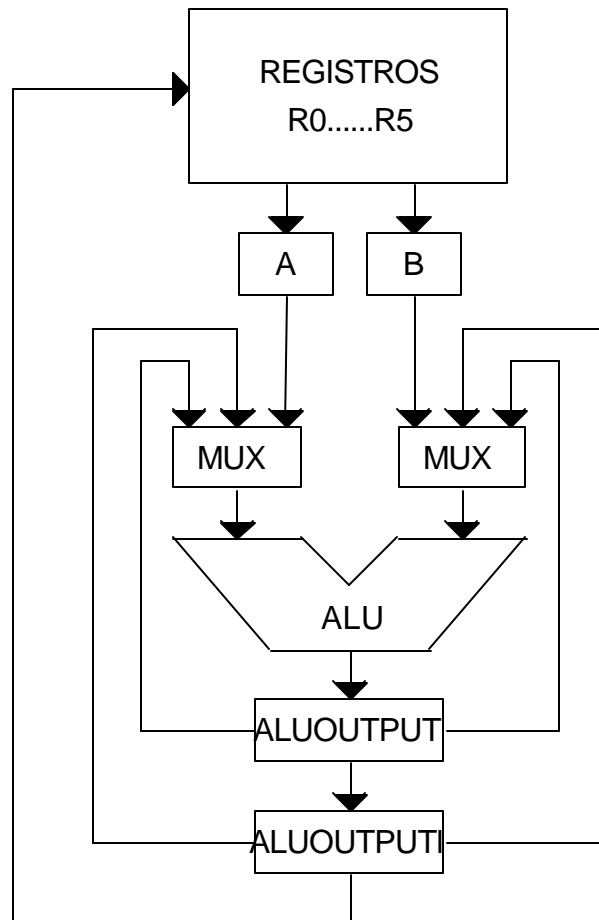 REGISTROS
R0......R5
A
B
MUX
MUX
ALU
ALUOUTPUT
ALUOUTPUTI